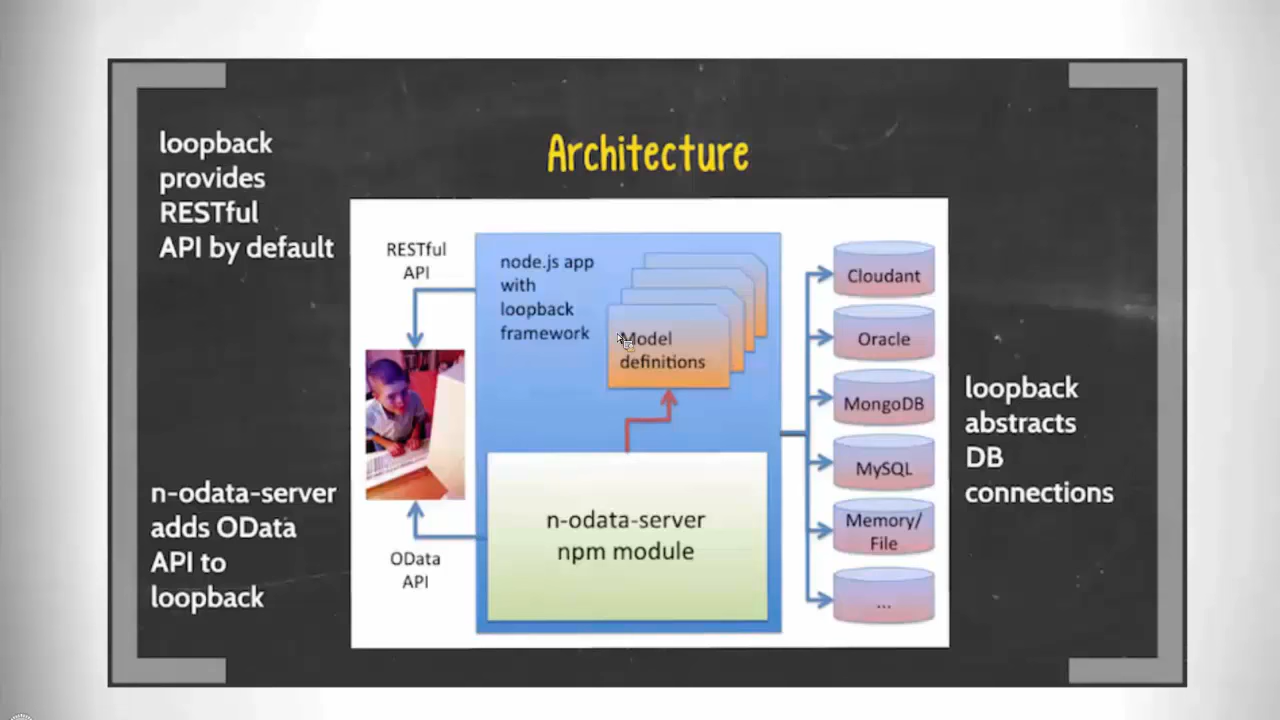 Architecture
loopback
provides
RESTful
API by default
n-odata-server
adds OData
API to
loopback
RESTful
API
OData
API
node.js app
with
loopback
framework
Model
definitions
n-odata-server
npm module
Cloudant
Oracle
MongoDB
MySQL
Memory/
File
...
loopback
abstracts
DB
connections